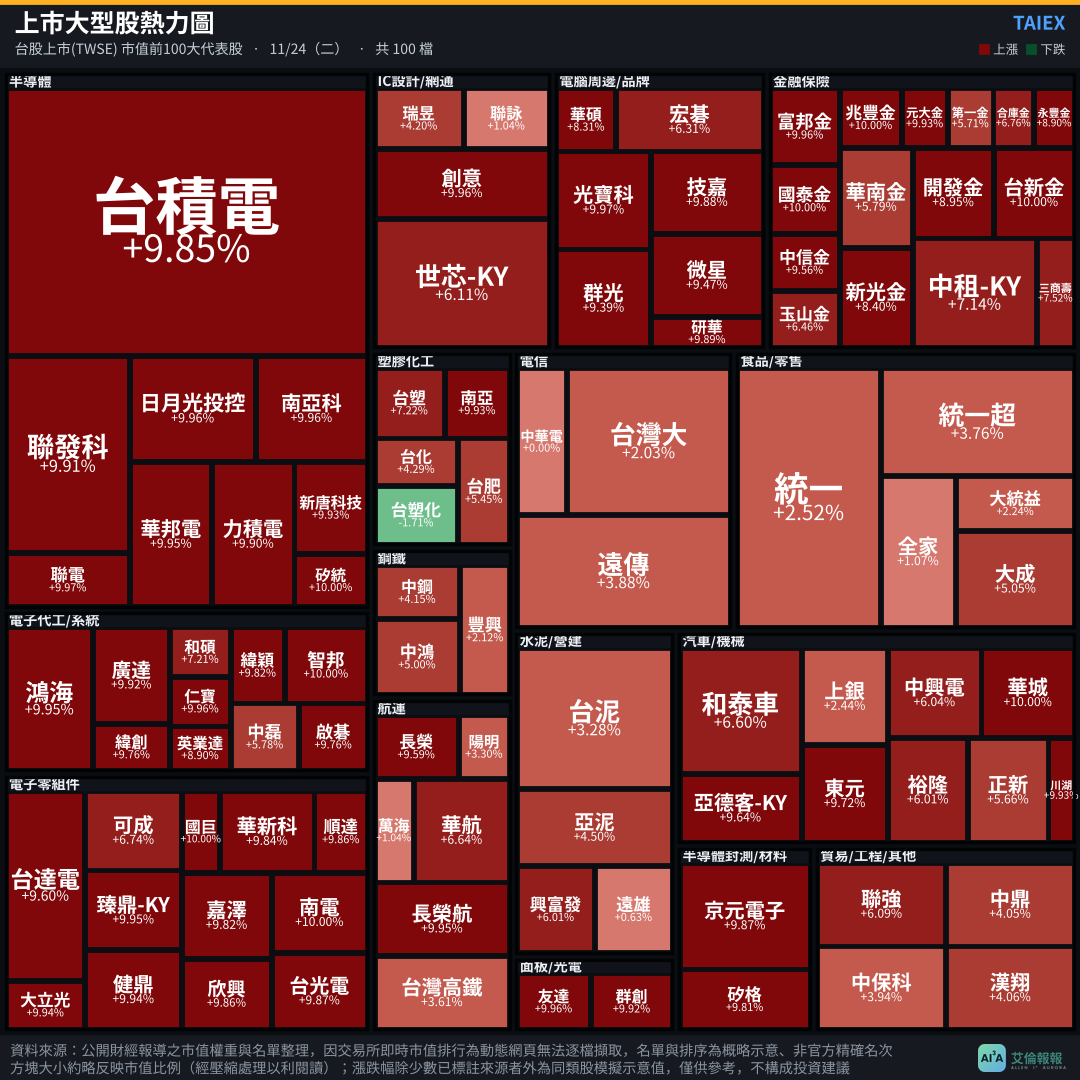 上市大型股熱力圖
TAIEX
台股上市(TWSE) 市值前100大代表股 · 11/24（二） · 共 100 檔
上漲 下跌
半導體
台積電
+9.85%
聯發科
+9.91%
日月光投控
+9.96%
南亞科
+9.96%
華邦電
+9.95%
力積電
+9.90%
新唐科技
+9.93%
聯電
+9.97%
矽統
+10.00%
IC設計/網通
瑞昱
+4.20%
聯詠
+1.04%
創意
+9.96%
世芯-KY
+6.11%
電腦周邊/品牌
華碩
+8.31%
宏碁
+6.31%
光寶科
+9.97%
技嘉
+9.88%
群光
+9.39%
微星
+9.47%
研華
+9.89%
金融保險
富邦金
+9.96%
兆豐金
+10.00%
元大金
+9.93%
第一金
+5.71%
合庫金
+6.76%
永豐金
+8.90%
國泰金
+10.00%
華南金
+5.79%
開發金
+8.95%
台新金
+10.00%
中信金
+9.56%
玉山金
+6.46%
新光金
+8.40%
中租-KY
+7.14%
三商壽
+7.52%
塑膠化工
台塑
+7.22%
南亞
+9.93%
台化
+4.29%
台肥
+5.45%
台塑化
-1.71%
電信
中華電
+0.00%
台灣大
+2.03%
遠傳
+3.88%
食品/零售
統一
+2.52%
統一超
+3.76%
全家
+1.07%
大統益
+2.24%
大成
+5.05%
鋼鐵
中鋼
+4.15%
中鴻
+5.00%
豐興
+2.12%
電子代工/系統
鴻海
+9.95%
廣達
+9.92%
和碩
+7.21%
緯穎
+9.82%
智邦
+10.00%
仁寶
+9.96%
緯創
+9.76%
英業達
+8.90%
中磊
+5.78%
啟碁
+9.76%
水泥/營建
台泥
+3.28%
亞泥
+4.50%
興富發
+6.01%
遠雄
+0.63%
汽車/機械
和泰車
+6.60%
上銀
+2.44%
中興電
+6.04%
華城
+10.00%
亞德客-KY
+9.64%
東元
+9.72%
裕隆
+6.01%
正新
+5.66%
川湖
+9.93%
航運
長榮
+9.59%
陽明
+3.30%
萬海
+1.04%
華航
+6.64%
長榮航
+9.95%
台灣高鐵
+3.61%
電子零組件
台達電
+9.60%
可成
+6.74%
國巨
+10.00%
華新科
+9.84%
順達
+9.86%
臻鼎-KY
+9.95%
嘉澤
+9.82%
南電
+10.00%
大立光
+9.94%
健鼎
+9.94%
欣興
+9.86%
台光電
+9.87%
半導體封測/材料
京元電子
+9.87%
矽格
+9.81%
貿易/工程/其他
聯強
+6.09%
中鼎
+4.05%
中保科
+3.94%
漢翔
+4.06%
面板/光電
友達
+9.96%
群創
+9.92%
資料來源：公開財經報導之市值權重與名單整理，因交易所即時市值排行為動態網頁無法逐檔擷取，名單與排序為概略示意、非官方精確名次
方塊大小約略反映市值比例（經壓縮處理以利閱讀）；漲跌幅除少數已標註來源者外為同類股模擬示意值，僅供參考，不構成投資建議
艾倫報報
ALLEN AURORA